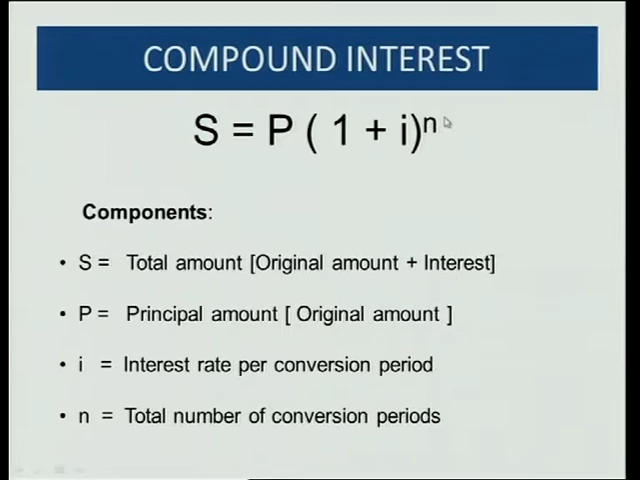 COMPOUND INTEREST
S = P ( 1 + i)ⁿ
Components:
• S = Total amount [Original amount + Interest]
• P = Principal amount [ Original amount ]
• i = Interest rate per conversion period
• n = Total number of conversion periods